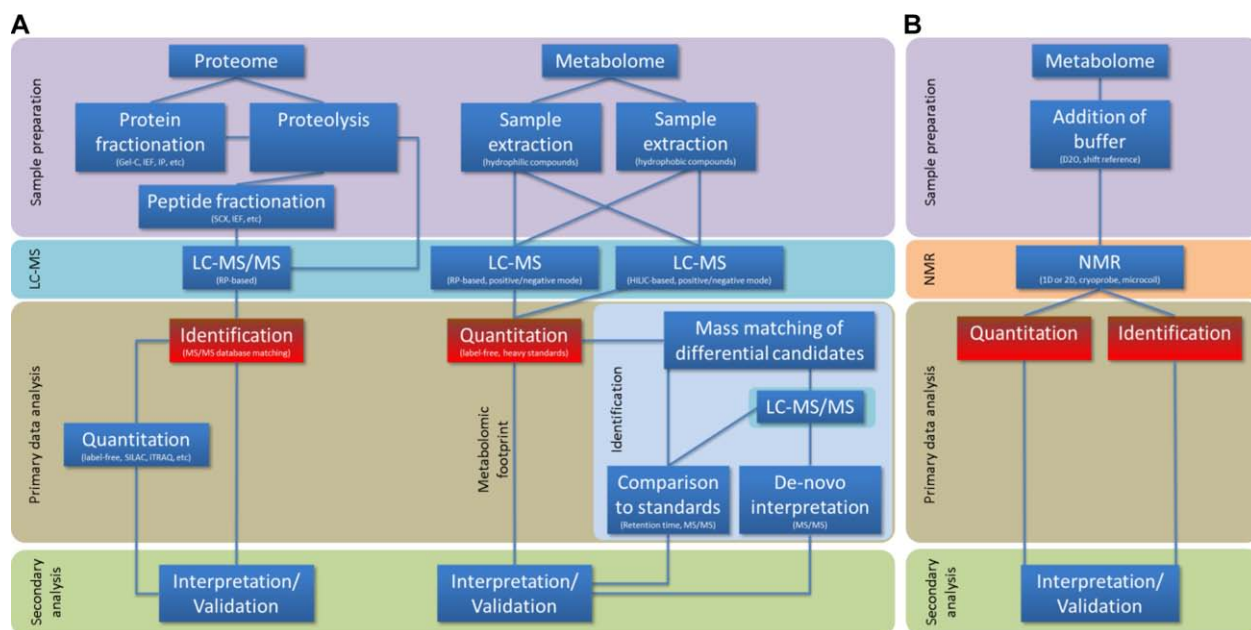 A
Sample preparation
Proteome
Protein
fractionation
(Gel-C, IEF, IP, etc)
Proteolysis
Peptide fractionation
(SCX, IEF, etc)
Metabolome
Sample
extraction
(hydrophilic compounds)
Sample
extraction
(hydrophobic compounds)
LC-MS
LC-MS/MS
(RP-based)
LC-MS
(RP-based, positive/negative mode)
LC-MS
(HILIC-based, positive/negative mode)
Primary data analysis
Identification
(MS/MS database matching)
Quantitation
(label-free, SILAC, iTRAQ, etc)
Quantitation
(label-free, heavy standards)
Metabolomic
footprint
Identification
Mass matching of
differential candidates
LC-MS/MS
Comparison
to standards
(Retention time, MS/MS)
De-novo
interpretation
(MS/MS)
Secondary
analysis
Interpretation/
Validation
Interpretation/
Validation
B
Sample preparation
Metabolome
Addition of
buffer
(D2O, shift reference)
NMR
NMR
(1D or 2D, cryoprobe, microcoil)
Primary data analysis
Quantitation
Identification
Secondary
analysis
Interpretation/
Validation